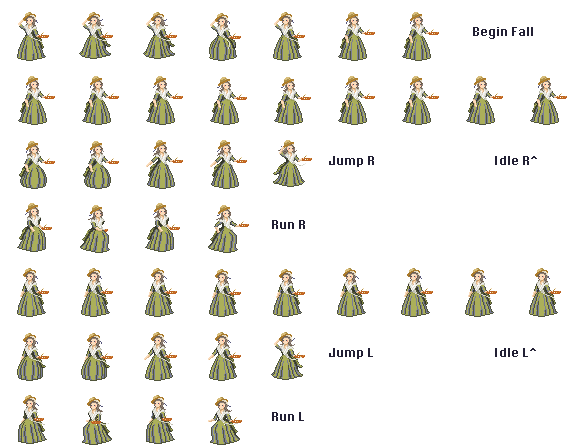 Begin Fall
Jump R
Idle R^
Run R
Jump L
Idle L^
Run L